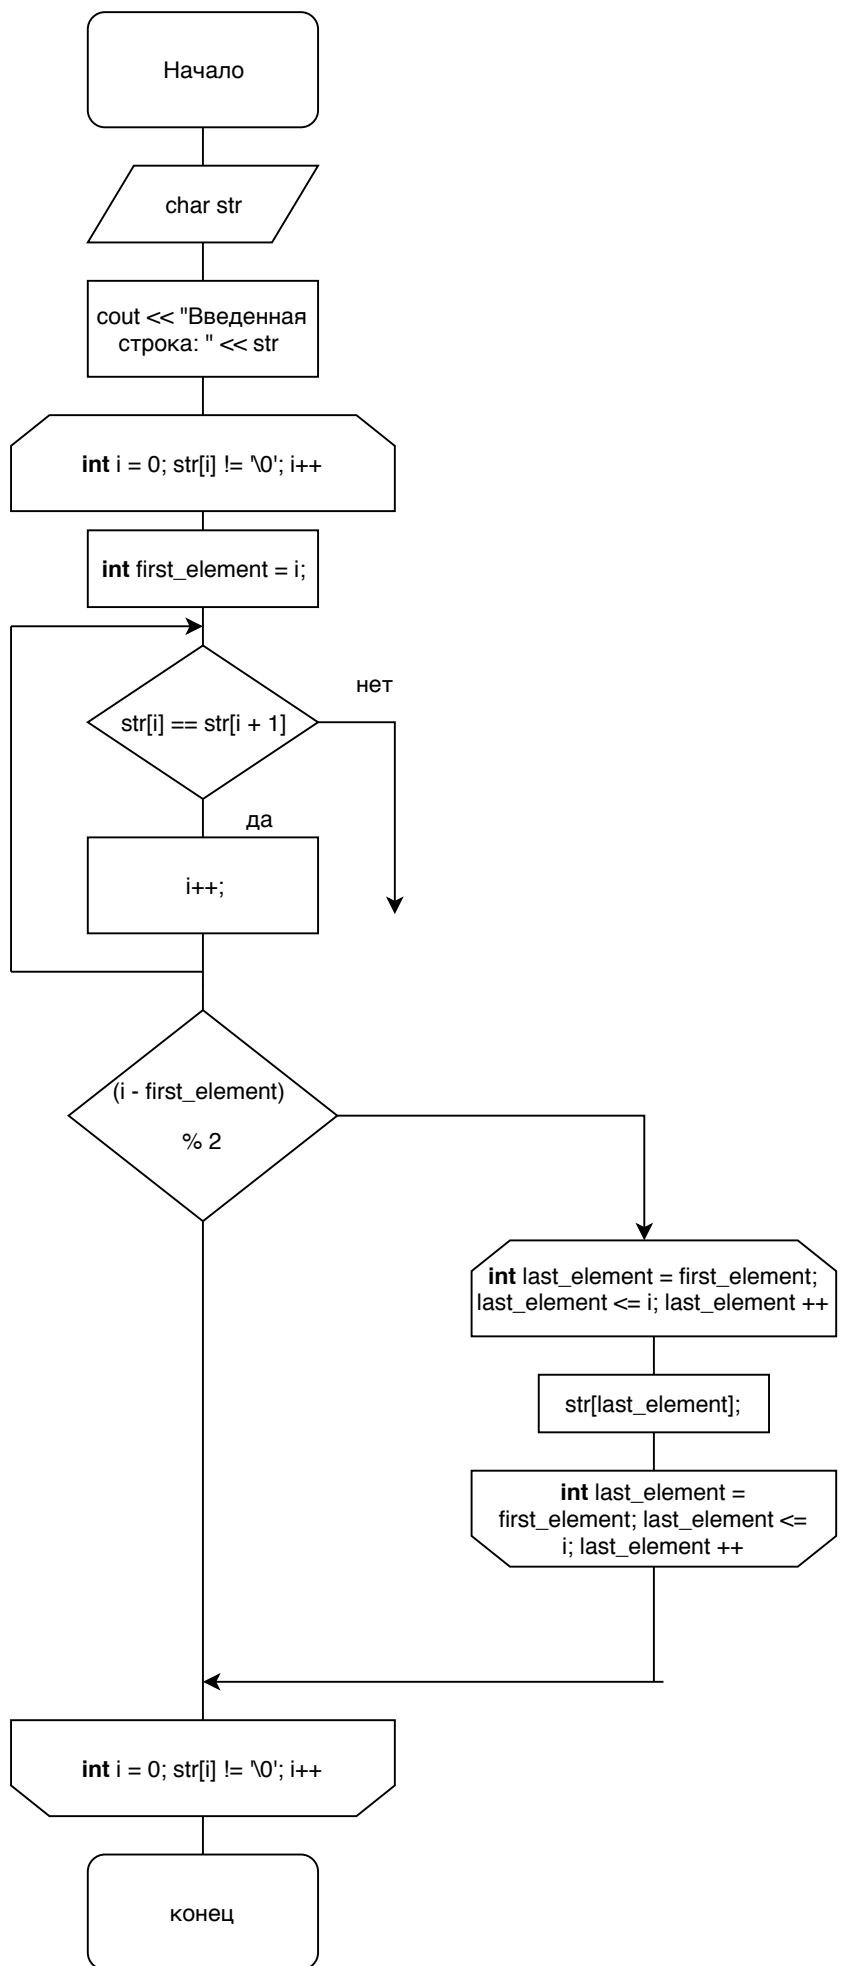 Начало
char str
cout << "Введенная
строка: " << str
int i = 0; str[i] != '\0'; i++
int first_element = i;
нет
str[i] == str[i + 1]
да
i++;
(i - first_element)
% 2
int last_element = first_element;
last_element <= i; last_element ++
str[last_element];
int last_element =
first_element; last_element <=
i; last_element ++
int i = 0; str[i] != '\0'; i++
конец